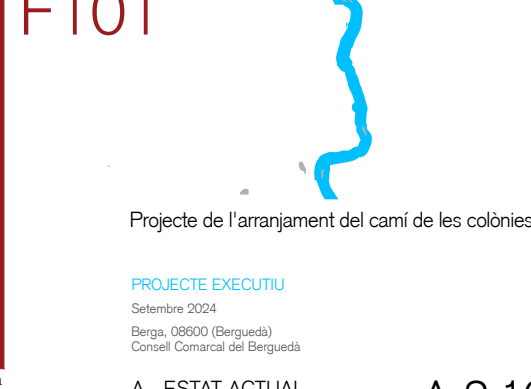 Projecte de l'arranjament del camí de les colònies
PROJECTE EXECUTIU
Setembre 2024
Berga, 08600 (Berguedà)
Consell Comarcal del Berguedà
ESTAT ACTUAL